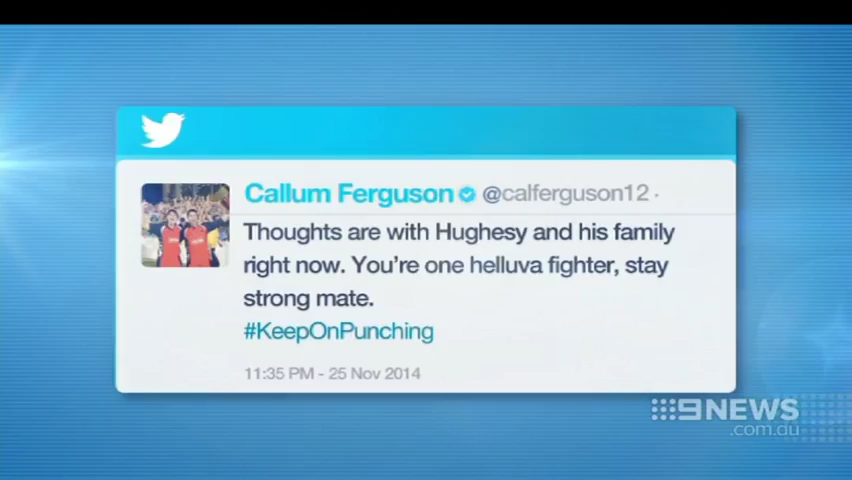 Callum Ferguson @calferguson12 ·
Thoughts are with Hughesy and his family
right now. You're one helluva fighter, stay
strong mate.
#KeepOnPunching
11:35 PM - 25 Nov 2014
9NEWS
.com.au